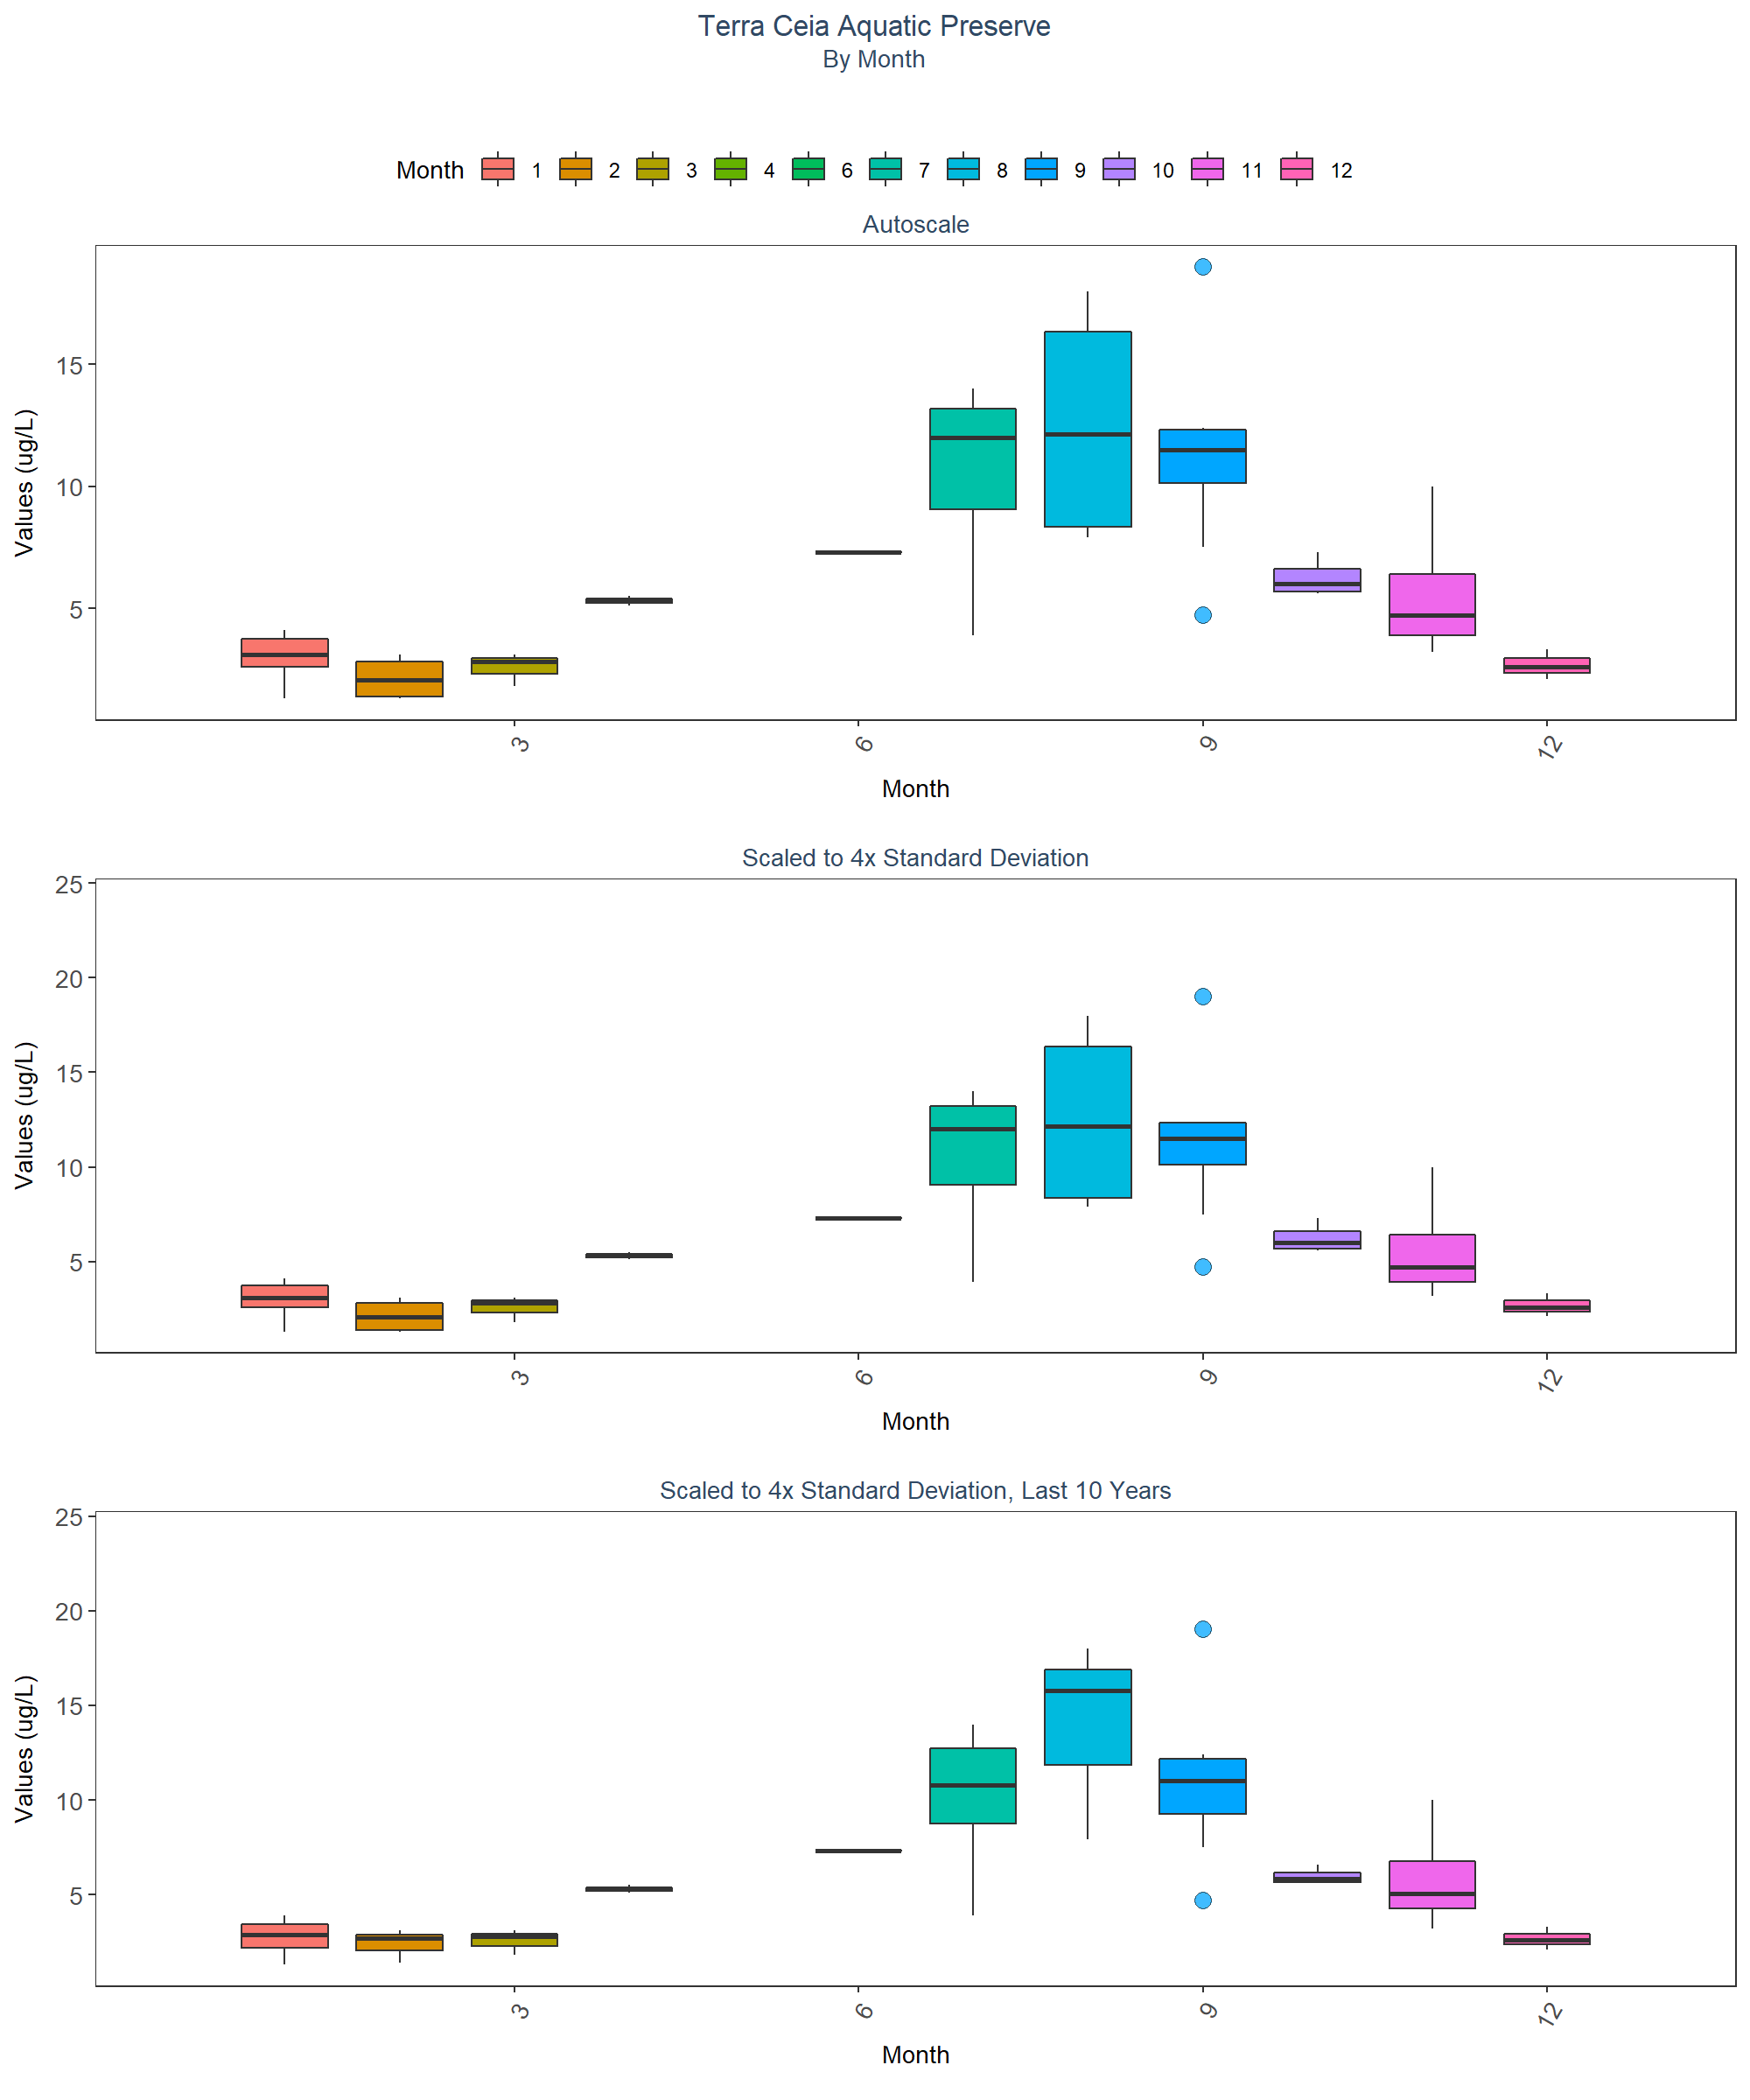 Terra Ceia Aquatic Preserve
By Month
Month 1 2 3 4 6 7 8 9 10 11 12
Autoscale
Values (ug/L)
15
10
5
3 6 9 12
Month
Scaled to 4x Standard Deviation
Values (ug/L)
25
20
15
10
5
3 6 9 12
Month
Scaled to 4x Standard Deviation, Last 10 Years
Values (ug/L)
25
20
15
10
5
3 6 9 12
Month